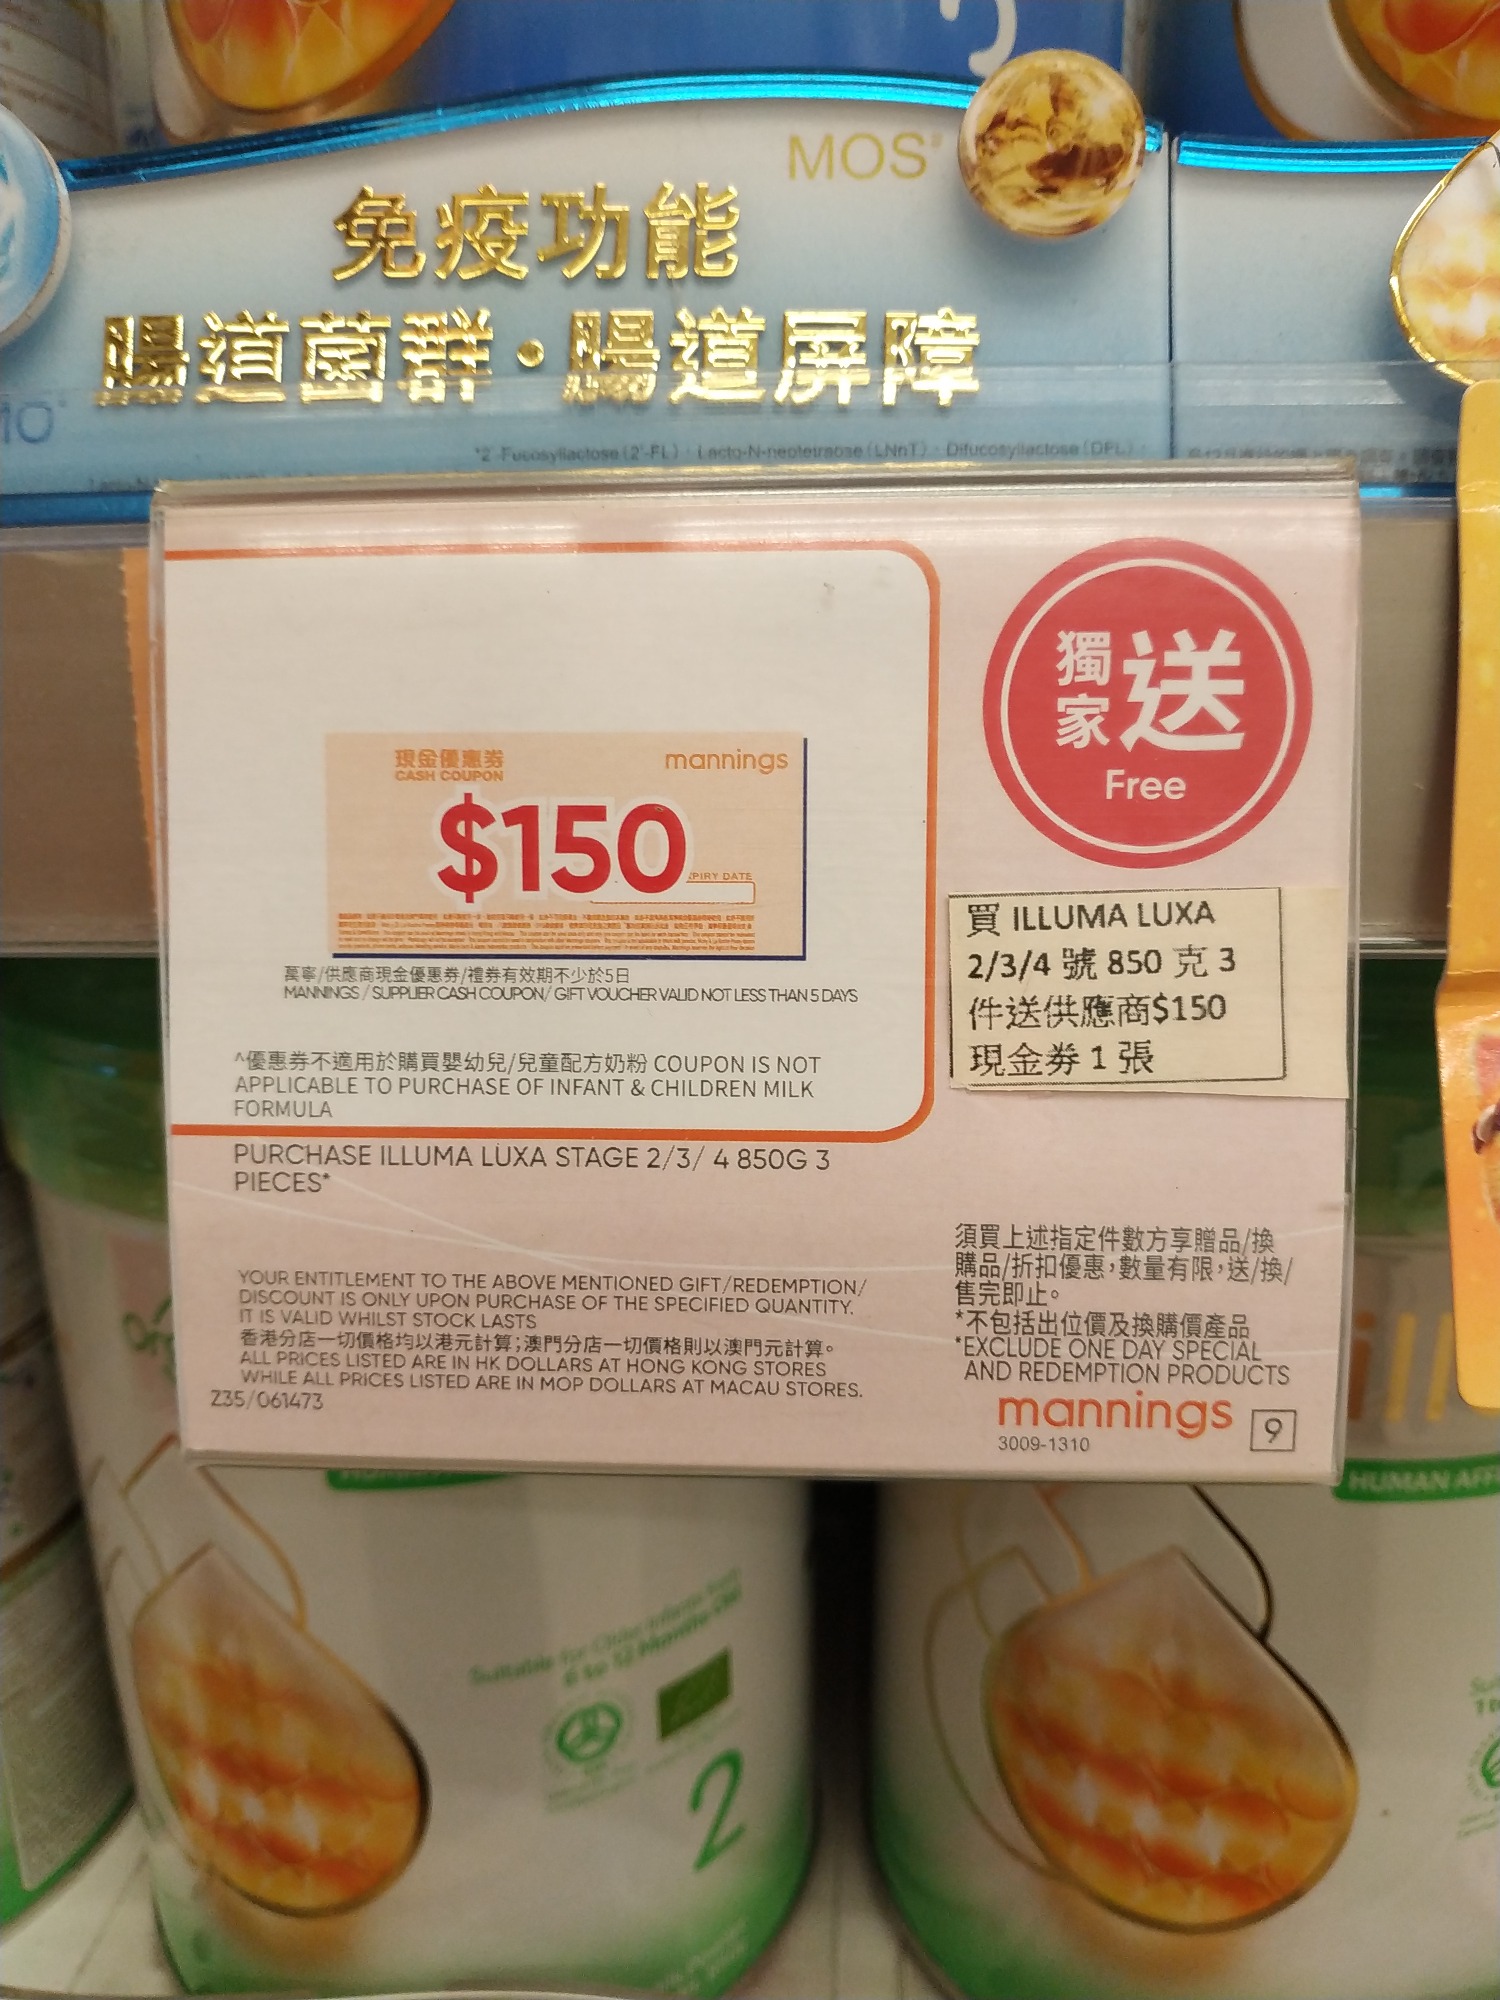 MOS
免疫功能
腸道菌群·腸道屏障
*2'-Fucosyllactose (2'-FL)、Lacto-N-neotetraose (LNnT)、Difucosyllactose (DFL)、
獨家送
Free
現金優惠券
CASH COUPON
mannings
$150
PIRY DATE
萬寧/供應商現金優惠券/禮券有效期不少於5日
MANNINGS / SUPPLIER CASH COUPON/ GIFT VOUCHER VALID NOT LESS THAN 5 DAYS
^優惠券不適用於購買嬰幼兒/兒童配方奶粉 COUPON IS NOT
APPLICABLE TO PURCHASE OF INFANT & CHILDREN MILK
FORMULA
買 ILLUMA LUXA
2/3/4 號 850 克 3
件送供應商$150
現金券 1 張
PURCHASE ILLUMA LUXA STAGE 2/3/ 4 850G 3
PIECES*
YOUR ENTITLEMENT TO THE ABOVE MENTIONED GIFT/REDEMPTION/
DISCOUNT IS ONLY UPON PURCHASE OF THE SPECIFIED QUANTITY.
IT IS VALID WHILST STOCK LASTS
香港分店一切價格均以港元計算;澳門分店一切價格則以澳門元計算。
ALL PRICES LISTED ARE IN HK DOLLARS AT HONG KONG STORES
WHILE ALL PRICES LISTED ARE IN MOP DOLLARS AT MACAU STORES.
Z35/061473
須買上述指定件數方享贈品/換
購品/折扣優惠,數量有限,送/換/
售完即止。
*不包括出位價及換購價產品
*EXCLUDE ONE DAY SPECIAL
AND REDEMPTION PRODUCTS
mannings
3009-1310
9
HUMAN AFF
Suitable for
6 to 12 Months
2